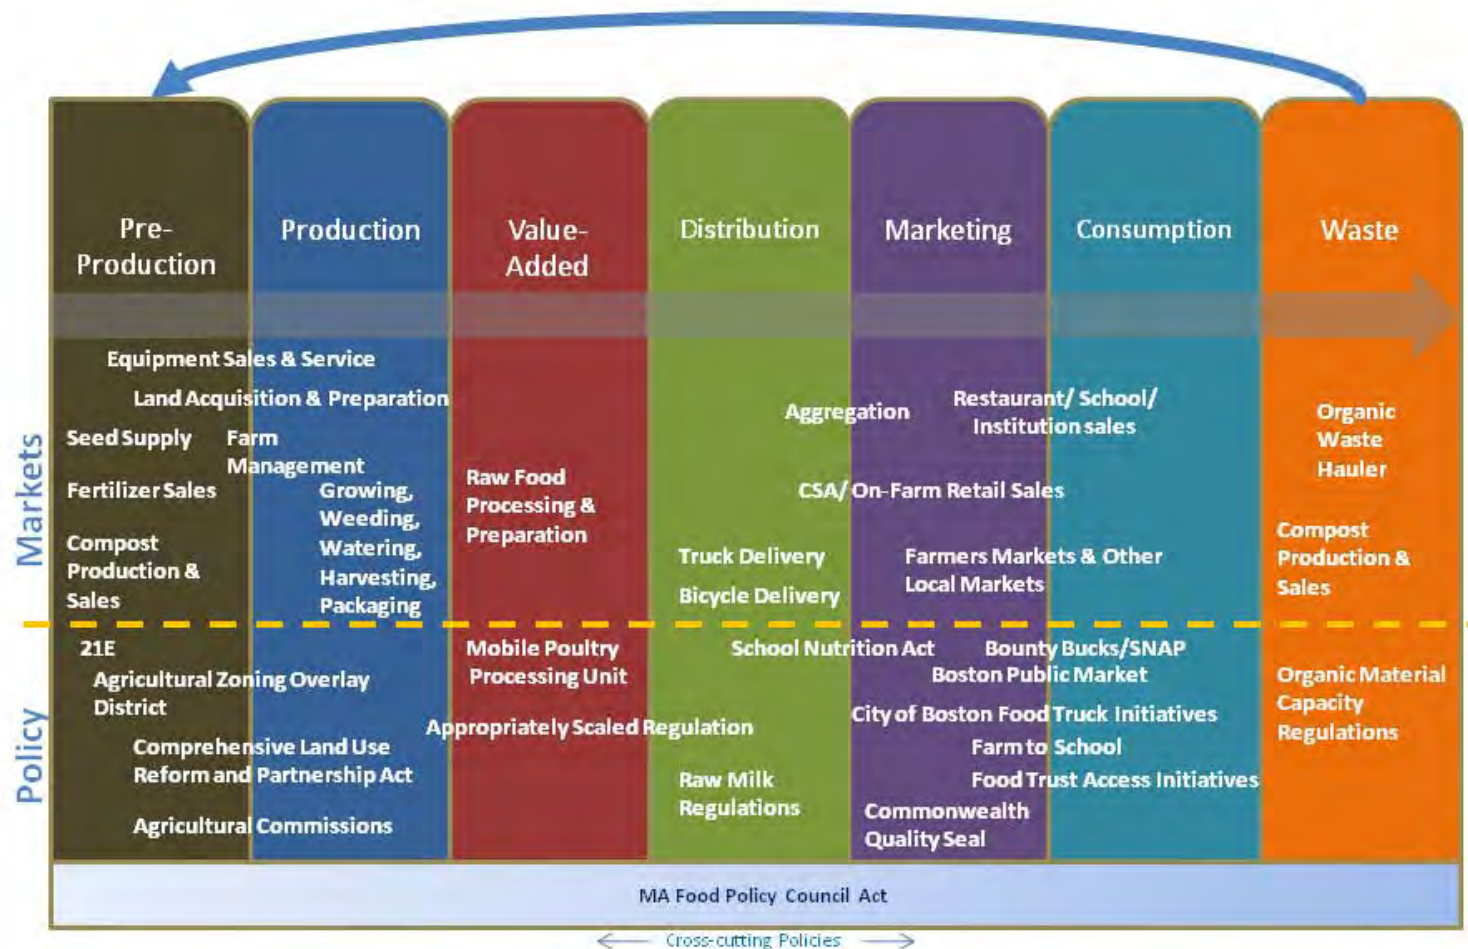 Pre-
Production
Production
Value-
Added
Distribution
Marketing
Consumption
Waste
Markets
Equipment Sales & Service
Land Acquisition & Preparation
Seed Supply
Farm
Management
Fertilizer Sales
Growing,
Weeding,
Watering,
Harvesting,
Packaging
Compost
Production &
Sales
Raw Food
Processing &
Preparation
Aggregation
Restaurant/ School/
Institution sales
CSA/On-Farm Retail Sales
Truck Delivery
Bicycle Delivery
Farmers Markets & Other
Local Markets
Organic
Waste
Hauler
Compost
Production &
Sales
Policy
21E
Agricultural Zoning Overlay
District
Comprehensive Land Use
Reform and Partnership Act
Agricultural Commissions
Mobile Poultry
Processing Unit
Appropriately Scaled Regulation
School Nutrition Act
Raw Milk
Regulations
Bounty Bucks/SNAP
Boston Public Market
City of Boston Food Truck Initiatives
Farm to School
Food Trust Access Initiatives
Commonwealth
Quality Seal
Organic Material
Capacity
Regulations
MA Food Policy Council Act
Cross-cutting Policies